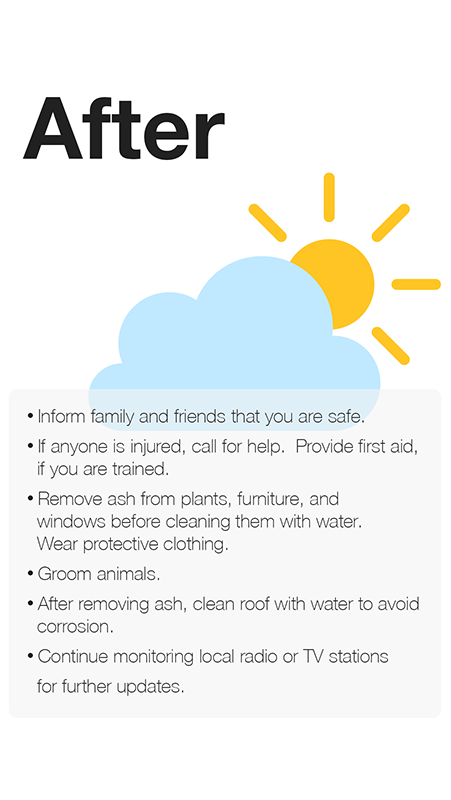 After
• Inform family and friends that you are safe.
• If anyone is injured, call for help.  Provide first aid,
if you are trained.
• Remove ash from plants, furniture, and
windows before cleaning them with water.
Wear protective clothing.
• Groom animals.
• After removing ash, clean roof with water to avoid
corrosion.
• Continue monitoring local radio or TV stations
for further updates.